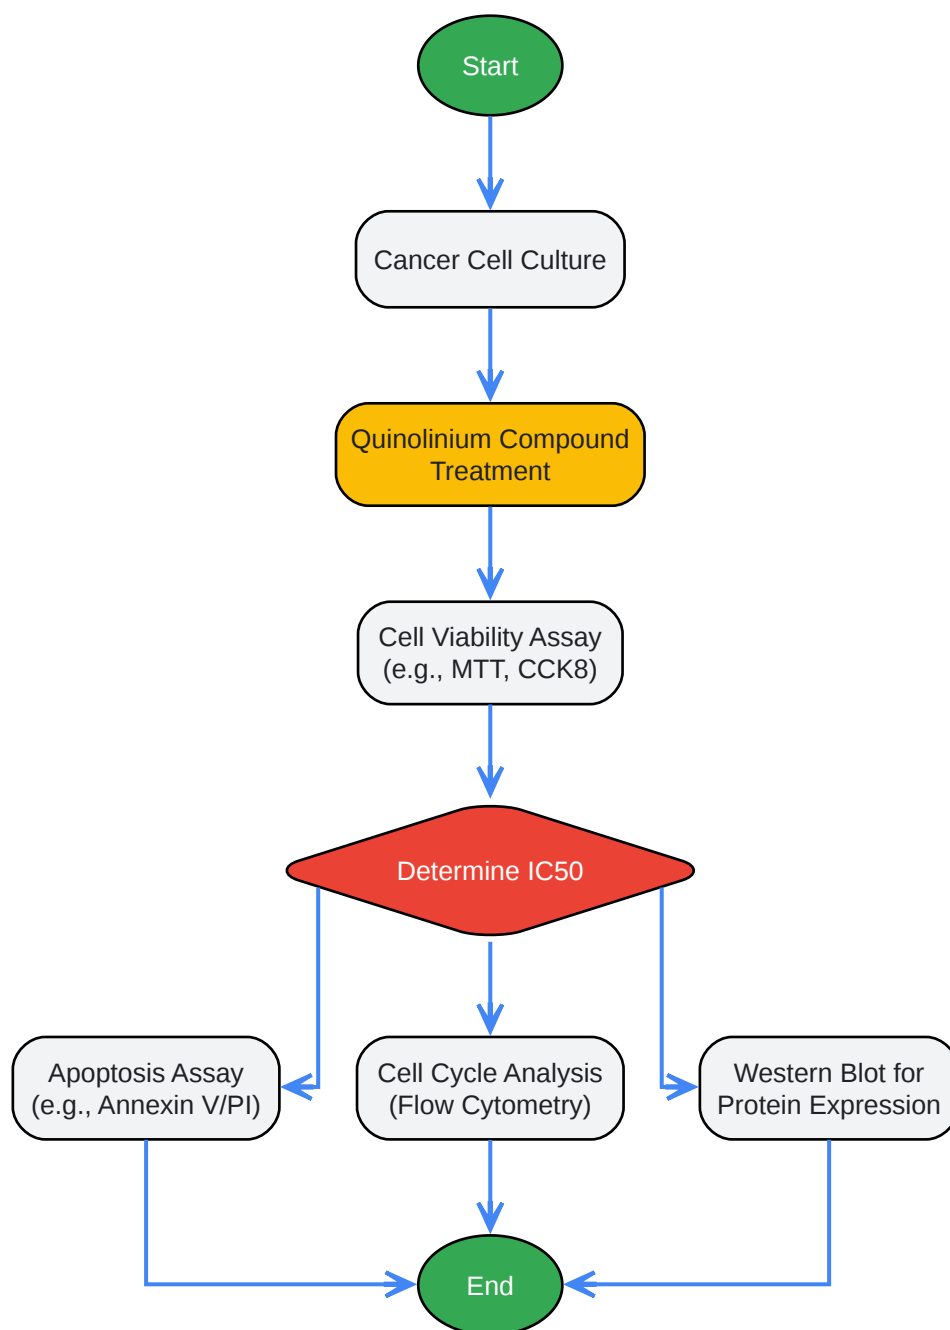 Start
Cancer Cell Culture
Quinolinium Compound
Treatment
Cell Viability Assay
(e.g., MTT, CCK8)
Determine IC50
Apoptosis Assay
(e.g., Annexin V/PI)
Cell Cycle Analysis
(Flow Cytometry)
Western Blot for
Protein Expression
End